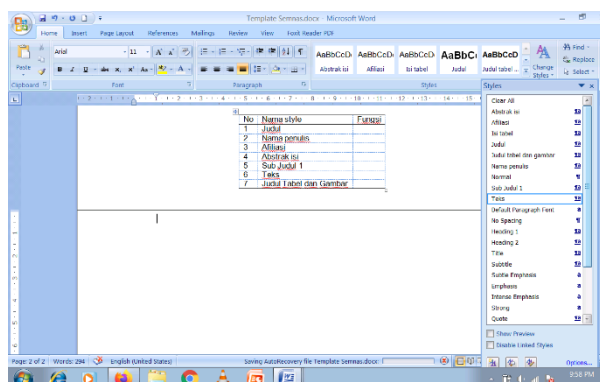 Template Semnas.docx - Microsoft Word
Home Insert Page Layout References Mailings Review View Foxit Reader PDF
Arial 11
Paste
Clipboard Font Paragraph Styles
AaBbCcD AaBbCcD AaBbCcD AaBbC AaBbCcD
Abstrak isi Afiliasi Isi tabel Judul Judul tabel ...
Change Styles
Find
Replace
Select
Styles
Clear All
Abstrak isi
Afiliasi
Isi tabel
Judul
Judul tabel dan gambar
Nama penulis
Normal
Sub Judul 1
Teks
Default Paragraph Font
No Spacing
Heading 1
Heading 2
Title
Subtitle
Subtle Emphasis
Emphasis
Intense Emphasis
Strong
Quote
Show Preview
Disable Linked Styles
Options...
No Nama style Fungsi
1 Judul
2 Nama penulis
3 Afiliasi
4 Abstrak isi
5 Sub Judul 1
6 Teks
7 Judul Tabel dan Gambar
Page: 2 of 2 Words: 294 English (United States) Saving AutoRecovery file Template Semnas.docx:
9:58 PM